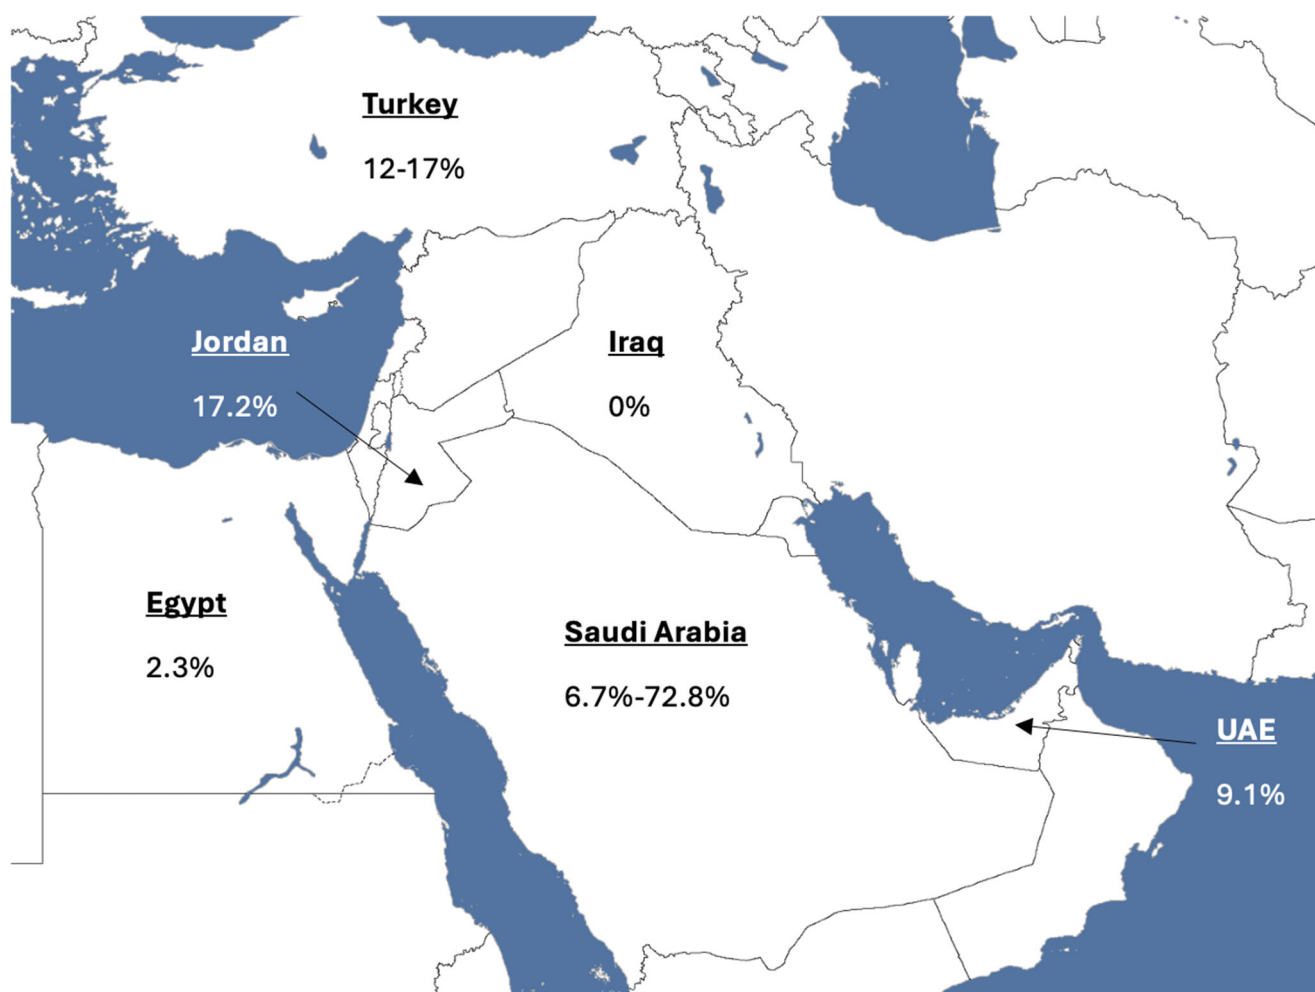 Turkey
12-17%
Jordan
17.2%
Iraq
0%
Egypt
2.3%
Saudi Arabia
6.7%-72.8%
UAE
9.1%